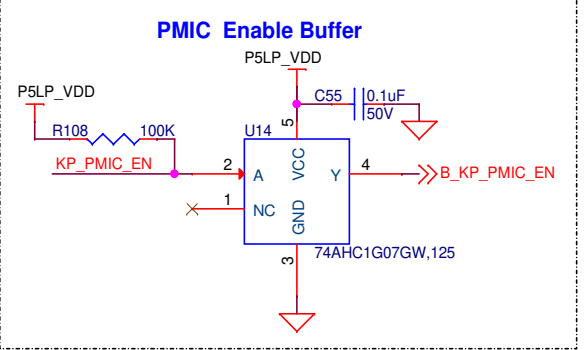 PMIC Enable Buffer
P5LP_VDD
P5LP_VDD
C55 0.1uF
50V
R108 100K
U14
5
KP_PMIC_EN
2
A
VCC
Y
4
B_KP_PMIC_EN
1
NC
GND
3
74AHC1G07GW,125